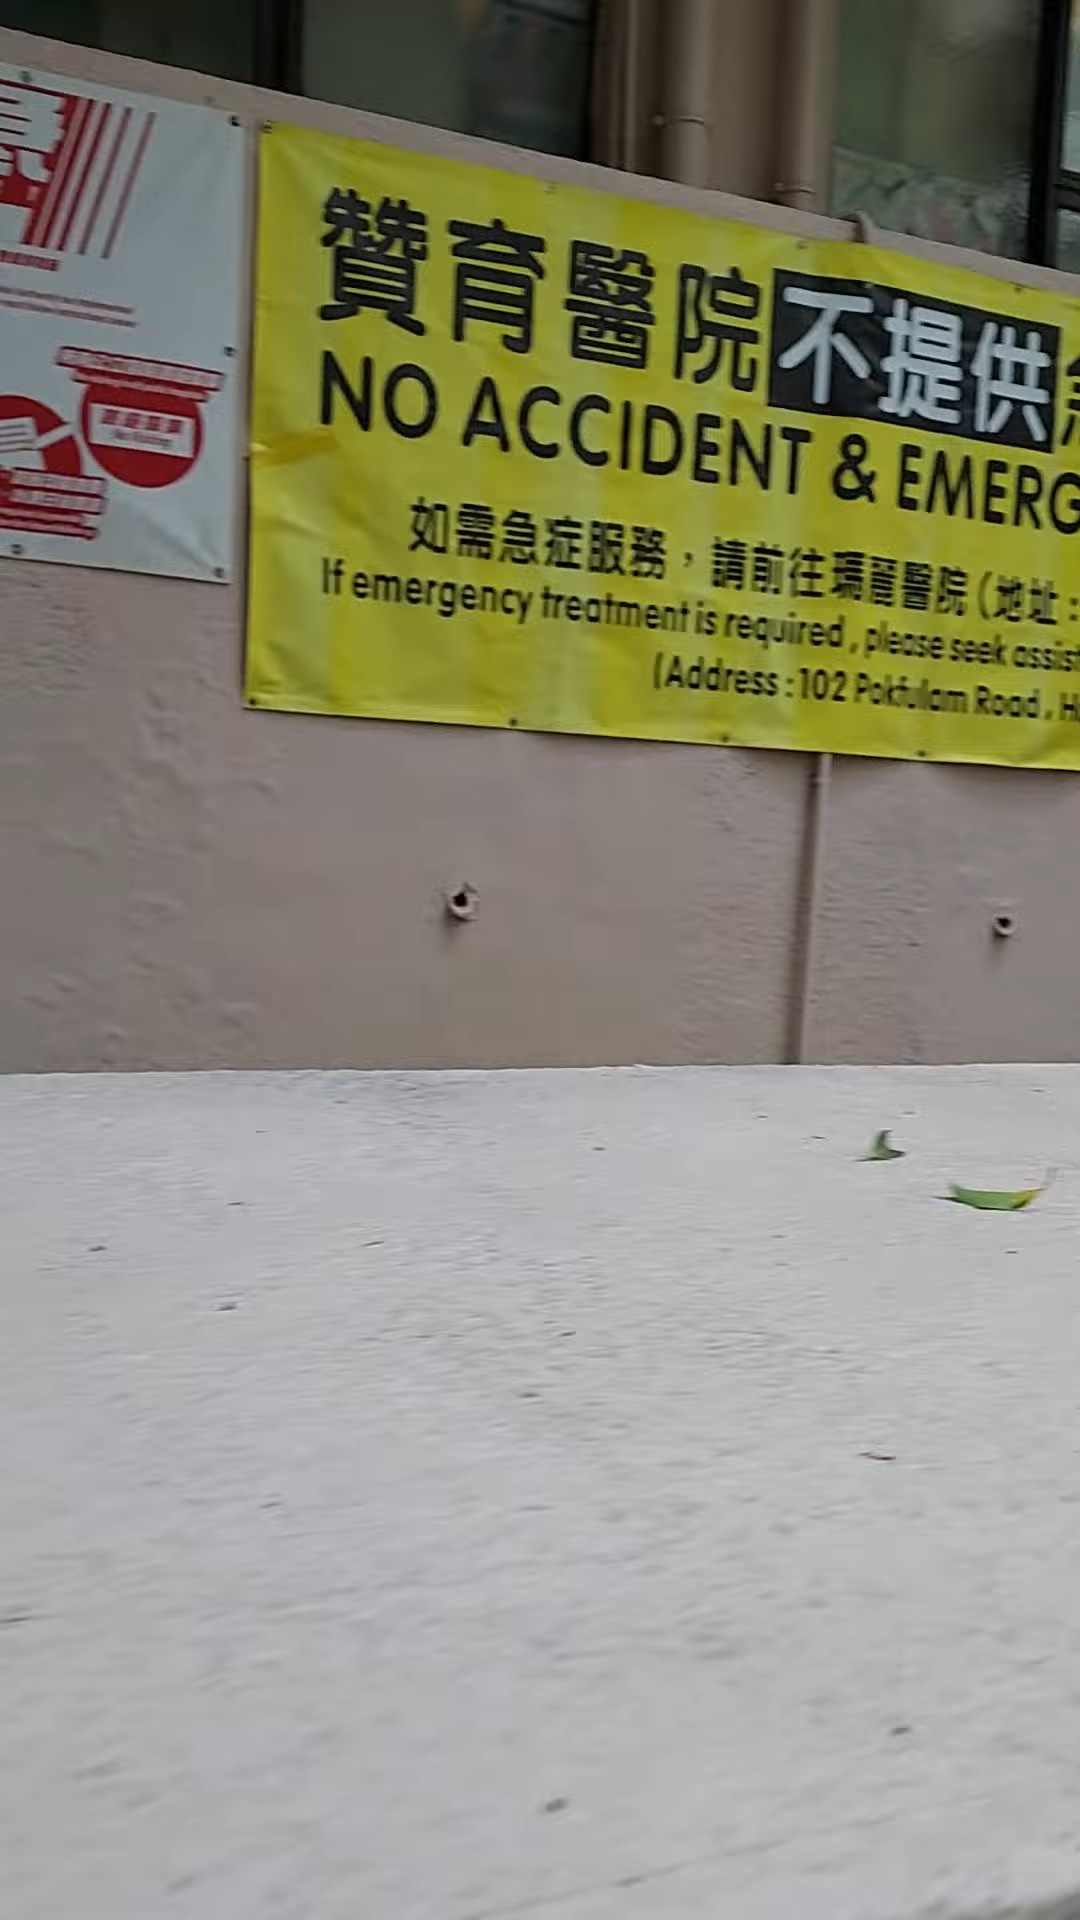 贊育醫院不提供
NO ACCIDENT & EMERG
如需急症服務，請前往瑪麗醫院（地址：
If emergency treatment is required , please seek assist
(Address : 102 Pokfulam Road , H